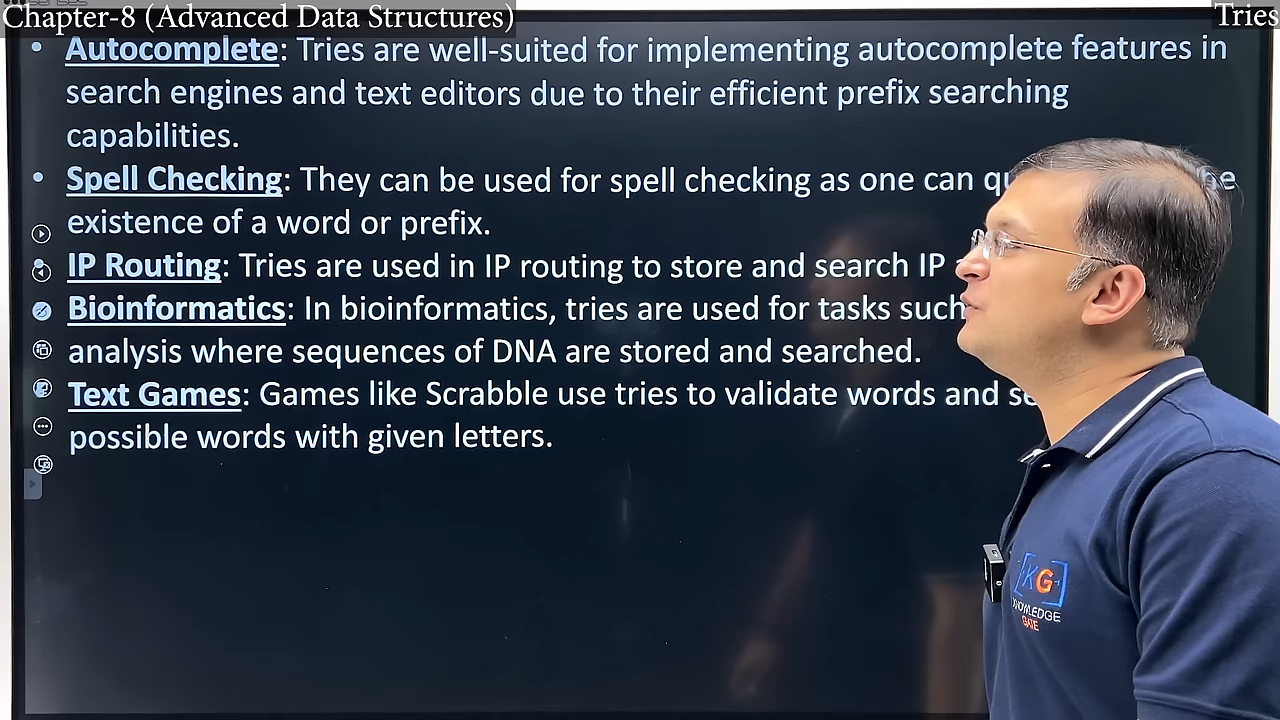 Chapter-8 (Advanced Data Structures)
Tries
• Autocomplete: Tries are well-suited for implementing autocomplete features in
search engines and text editors due to their efficient prefix searching
capabilities.
• Spell Checking: They can be used for spell checking as one can
existence of a word or prefix.
• IP Routing: Tries are used in IP routing to store and search IP
• Bioinformatics: In bioinformatics, tries are used for tasks such
analysis where sequences of DNA are stored and searched.
• Text Games: Games like Scrabble use tries to validate words and
possible words with given letters.
KG
KNOWLEDGE
GATE